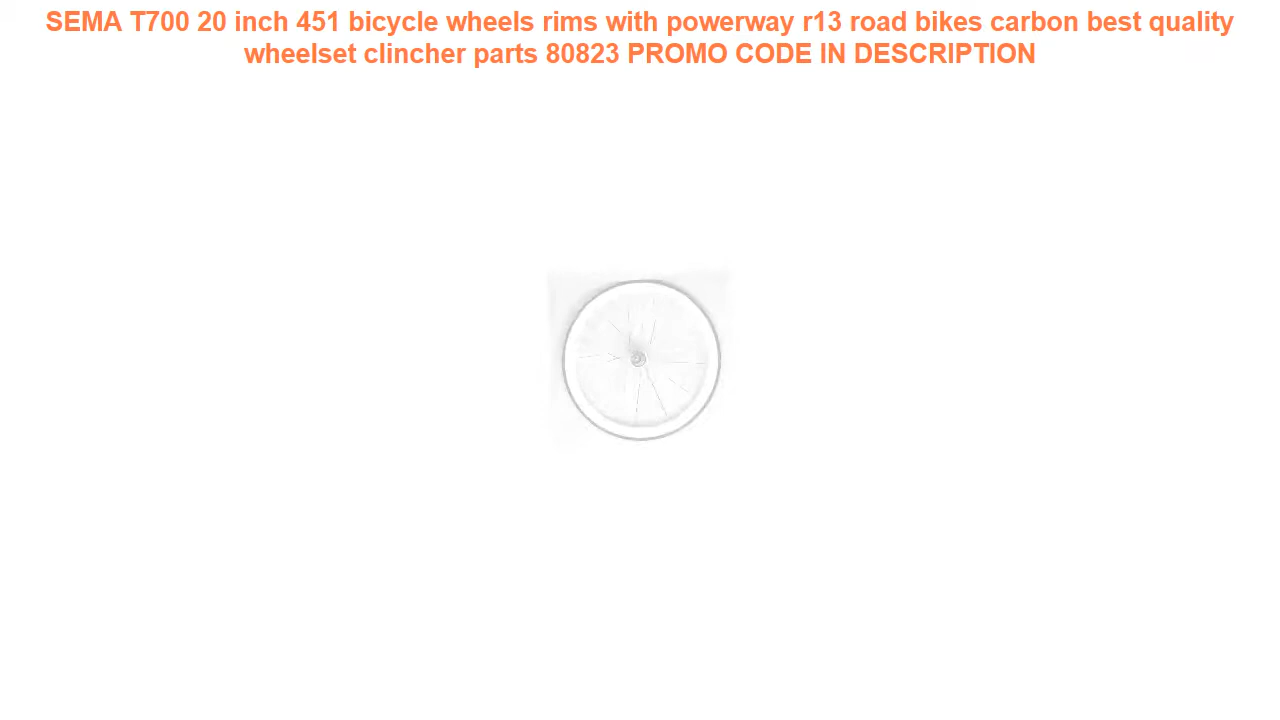 SEMA T700 20 inch 451 bicycle wheels rims with powerway r13 road bikes carbon best quality
wheelset clincher parts 80823 PROMO CODE IN DESCRIPTION